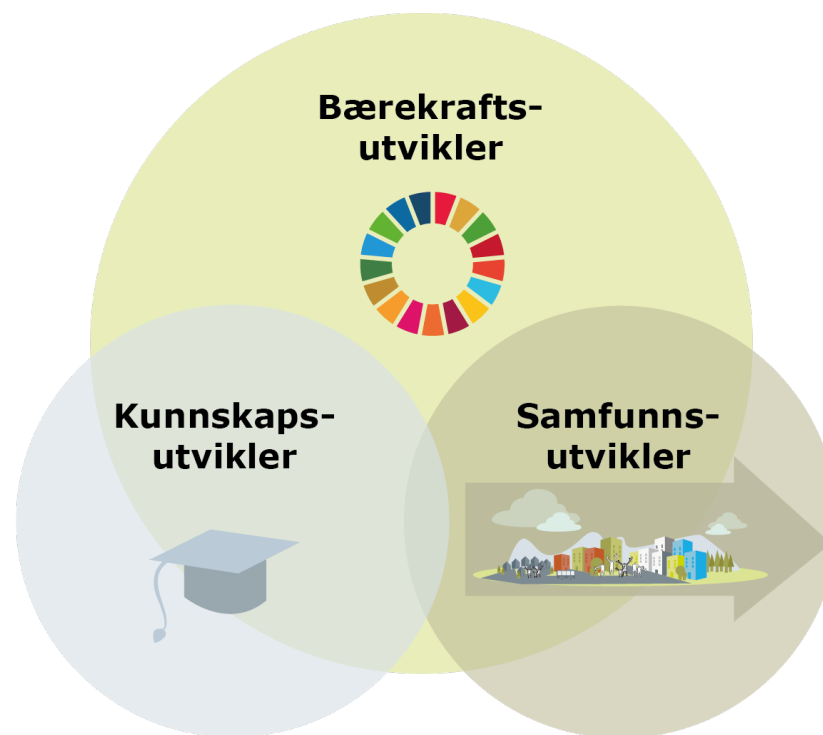 Bærekrafts-
utvikler
Kunnskaps-
utvikler
Samfunns-
utvikler